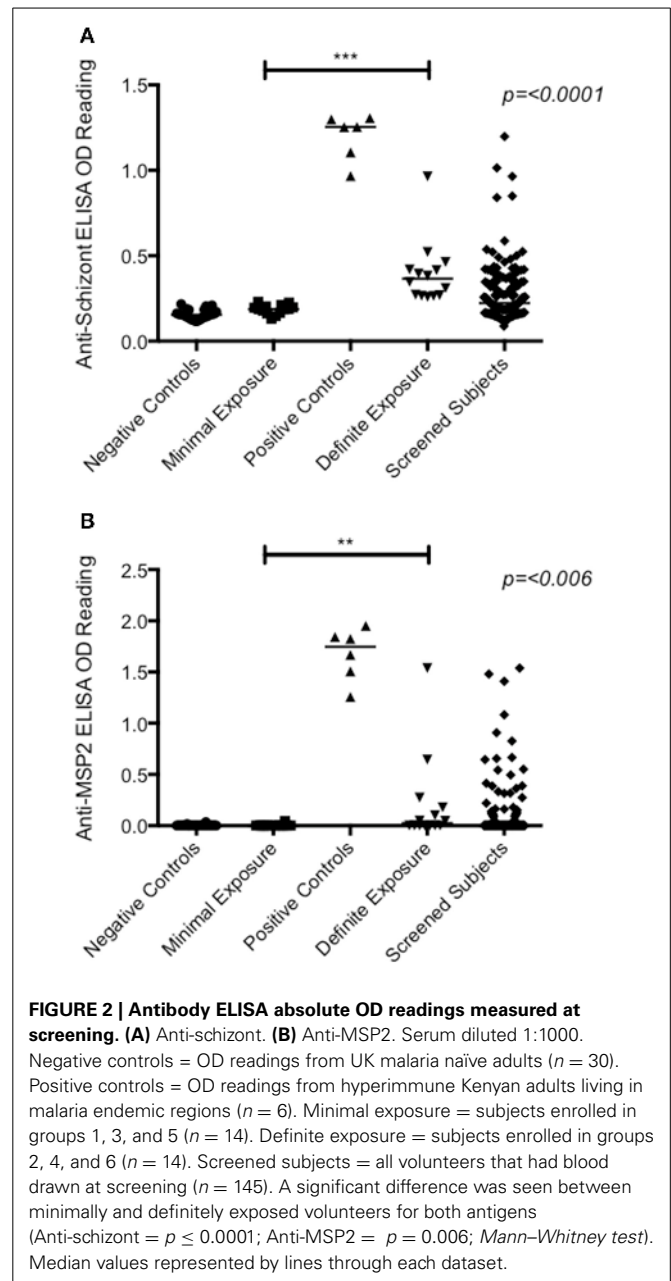 A
***
p=<0.0001
Anti-Schizont ELISA OD Reading
1.5
1.0
0.5
0.0
Negative Controls
Minimal Exposure
Positive Controls
Definite Exposure
Screened Subjects
B
**
p=<0.006
Anti-MSP2 ELISA OD Reading
2.5
2.0
1.5
1.0
0.5
0.0
Negative Controls
Minimal Exposure
Positive Controls
Definite Exposure
Screened Subjects
FIGURE 2 | Antibody ELISA absolute OD readings measured at
screening. (A) Anti-schizont. (B) Anti-MSP2. Serum diluted 1:1000.
Negative controls = OD readings from UK malaria naïve adults (n = 30).
Positive controls = OD readings from hyperimmune Kenyan adults living in
malaria endemic regions (n = 6). Minimal exposure = subjects enrolled in
groups 1, 3, and 5 (n = 14). Definite exposure = subjects enrolled in groups
2, 4, and 6 (n = 14). Screened subjects = all volunteers that had blood
drawn at screening (n = 145). A significant difference was seen between
minimally and definitely exposed volunteers for both antigens
(Anti-schizont = p ≤ 0.0001; Anti-MSP2 = p = 0.006; Mann–Whitney test).
Median values represented by lines through each dataset.